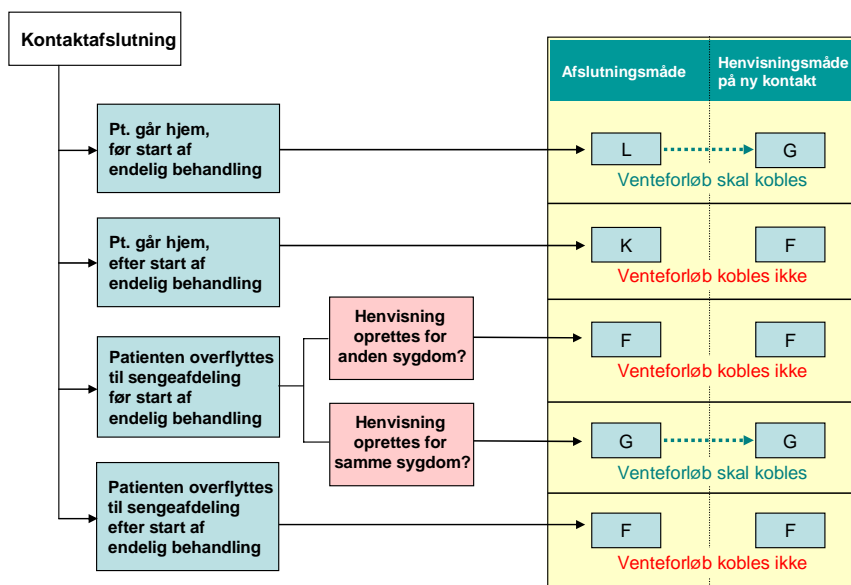 Kontaktafslutning
Afslutningsmåde
Henvisningsmåde
på ny kontakt
Pt. går hjem,
før start af
endelig behandling
L
G
Venteforløb skal kobles
Pt. går hjem,
efter start af
endelig behandling
K
F
Venteforløb kobles ikke
Patienten overflyttes
til sengeafdeling
før start af
endelig behandling
Henvisning
oprettes for
anden sygdom?
F
F
Venteforløb kobles ikke
Henvisning
oprettes for
samme sygdom?
G
G
Venteforløb skal kobles
Patienten overflyttes
til sengeafdeling
efter start af
endelig behandling
F
F
Venteforløb kobles ikke